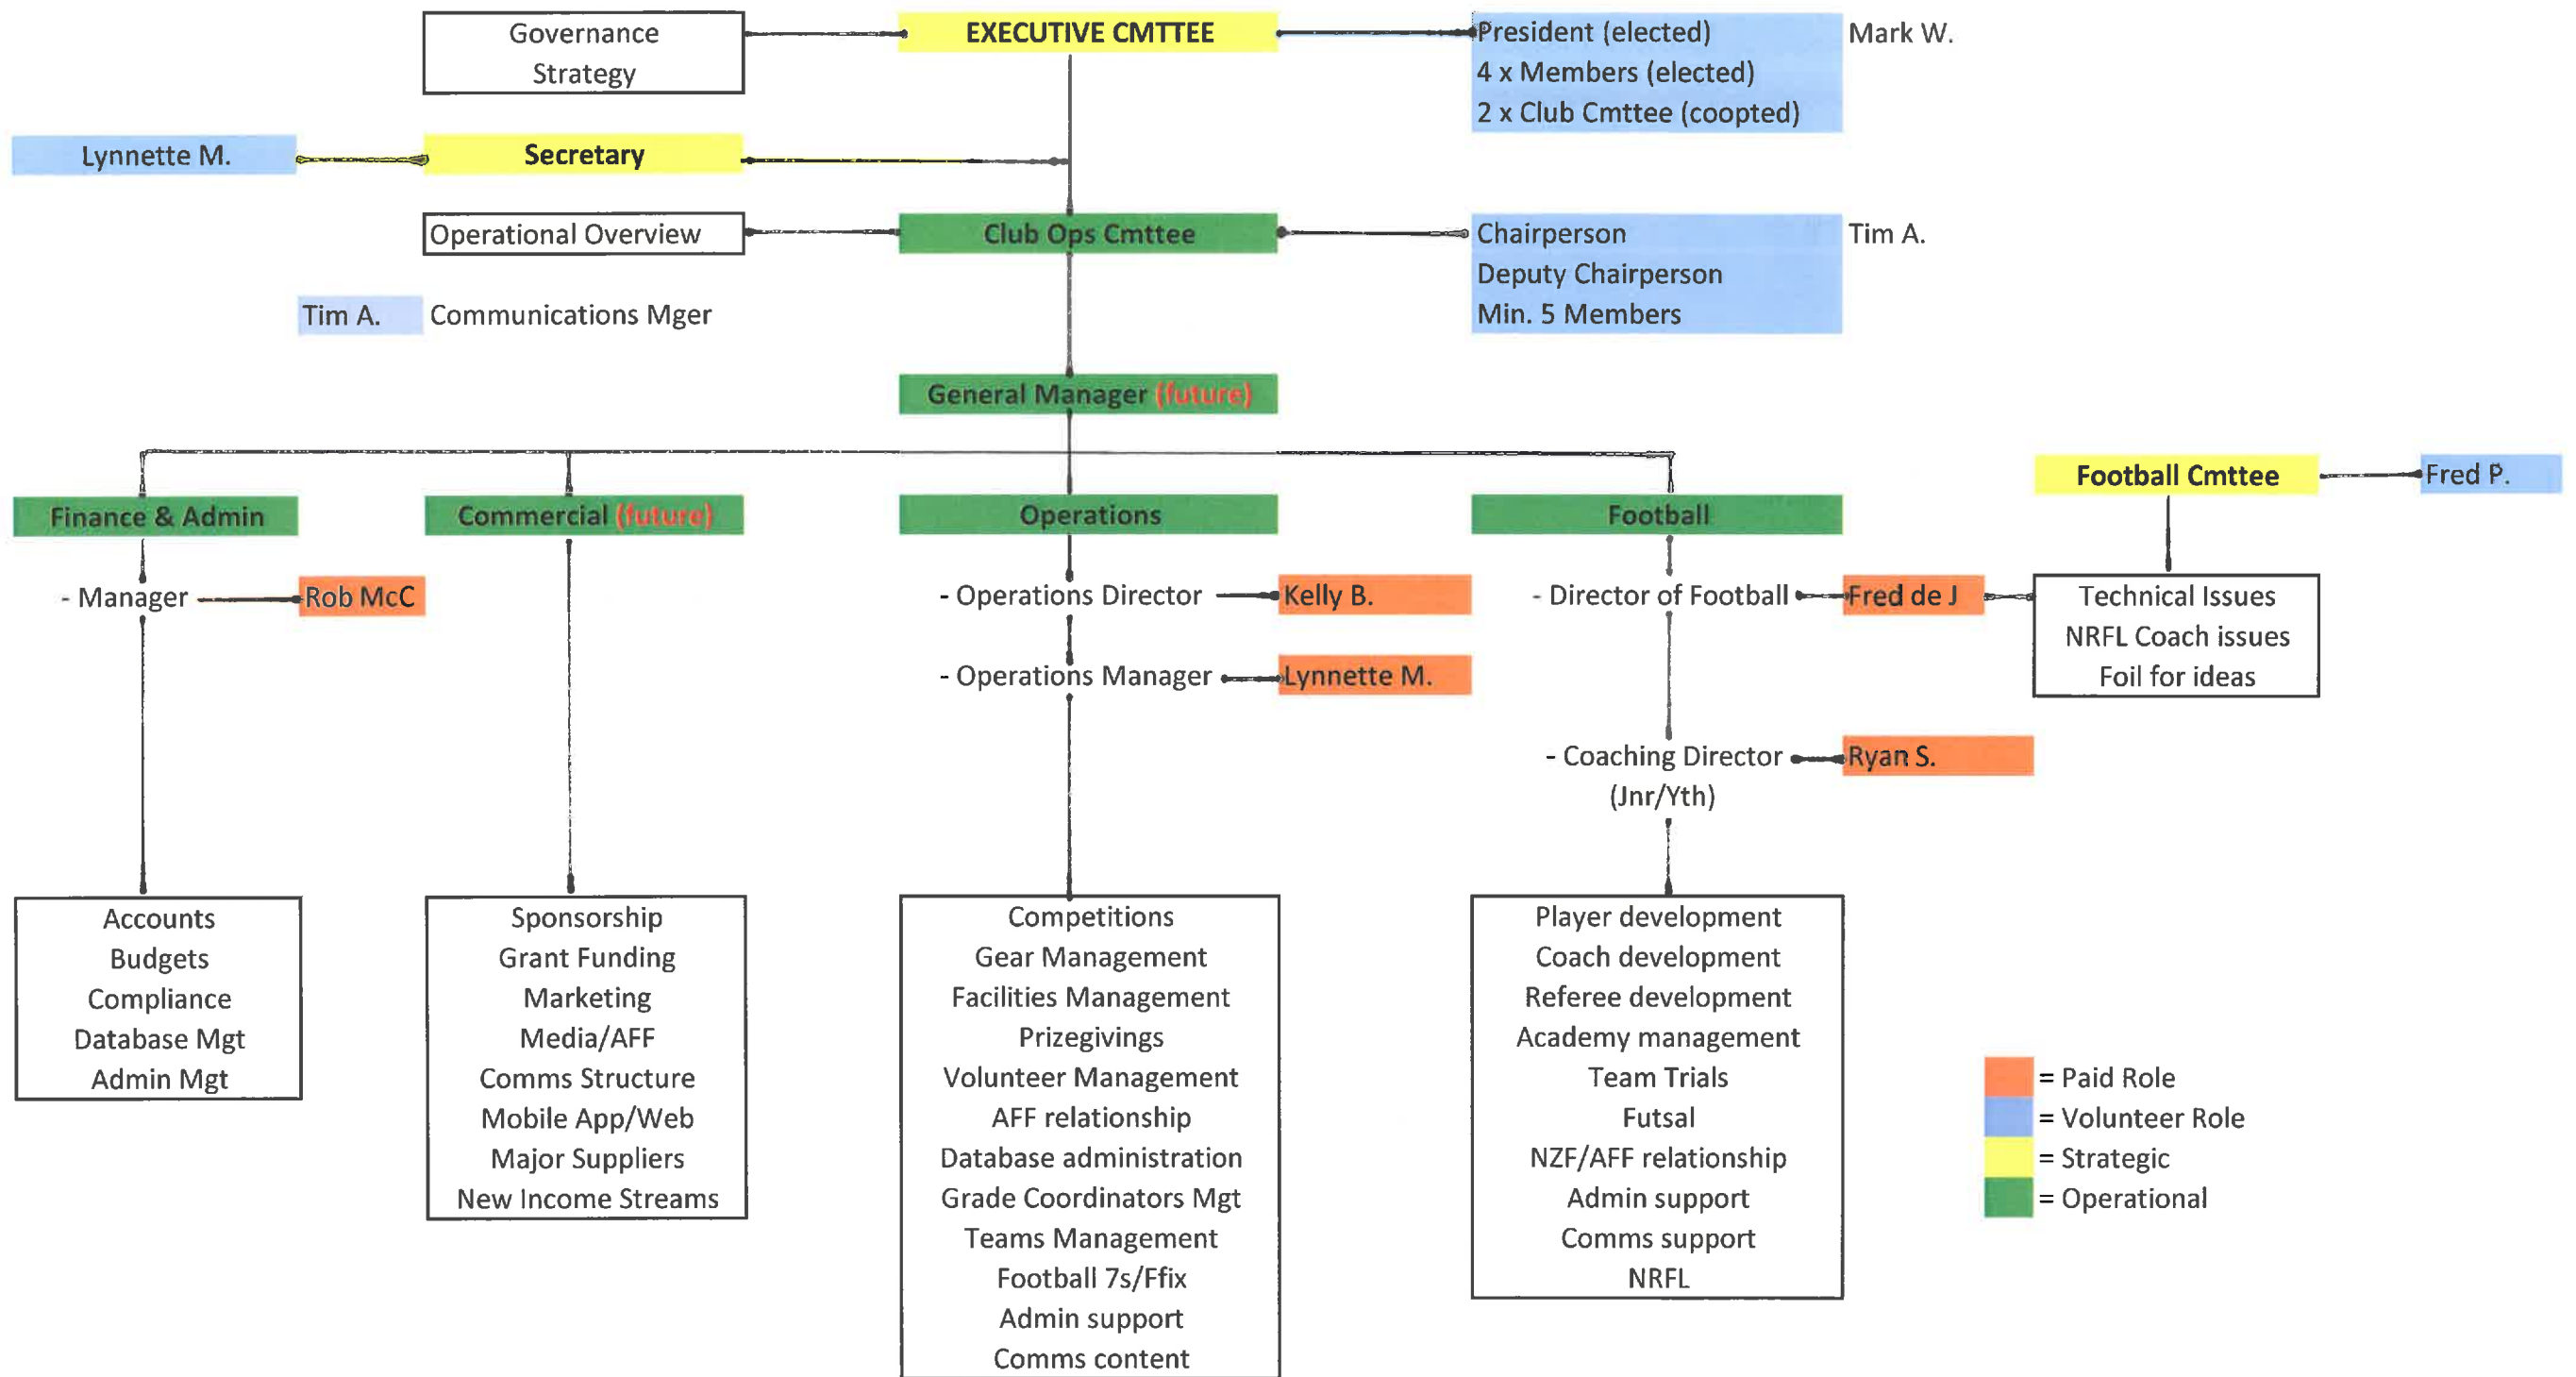 Governance
Strategy
EXECUTIVE CMTTEE
President (elected)
4 x Members (elected)
2 x Club Cmttee (coopted)
Mark W.
Lynnette M.
Secretary
Operational Overview
Club Ops Cmttee
Chairperson
Deputy Chairperson
Min. 5 Members
Tim A.
Tim A.
Communications Mger
General Manager (future)
Finance & Admin
Commercial (future)
Operations
Football
Football Cmttee
Fred P.
- Manager
Rob McC
- Operations Director
Kelly B.
- Operations Manager
Lynnette M.
- Director of Football
Fred de J
Technical Issues
NRFL Coach issues
Foil for ideas
- Coaching Director
(Jnr/Yth)
Ryan S.
Accounts
Budgets
Compliance
Database Mgt
Admin Mgt
Sponsorship
Grant Funding
Marketing
Media/AFF
Comms Structure
Mobile App/Web
Major Suppliers
New Income Streams
Competitions
Gear Management
Facilities Management
Prizegivings
Volunteer Management
AFF relationship
Database administration
Grade Coordinators Mgt
Teams Management
Football 7s/Ffix
Admin support
Comms content
Player development
Coach development
Referee development
Academy management
Team Trials
Futsal
NZF/AFF relationship
Admin support
Comms support
NRFL
= Paid Role
= Volunteer Role
= Strategic
= Operational